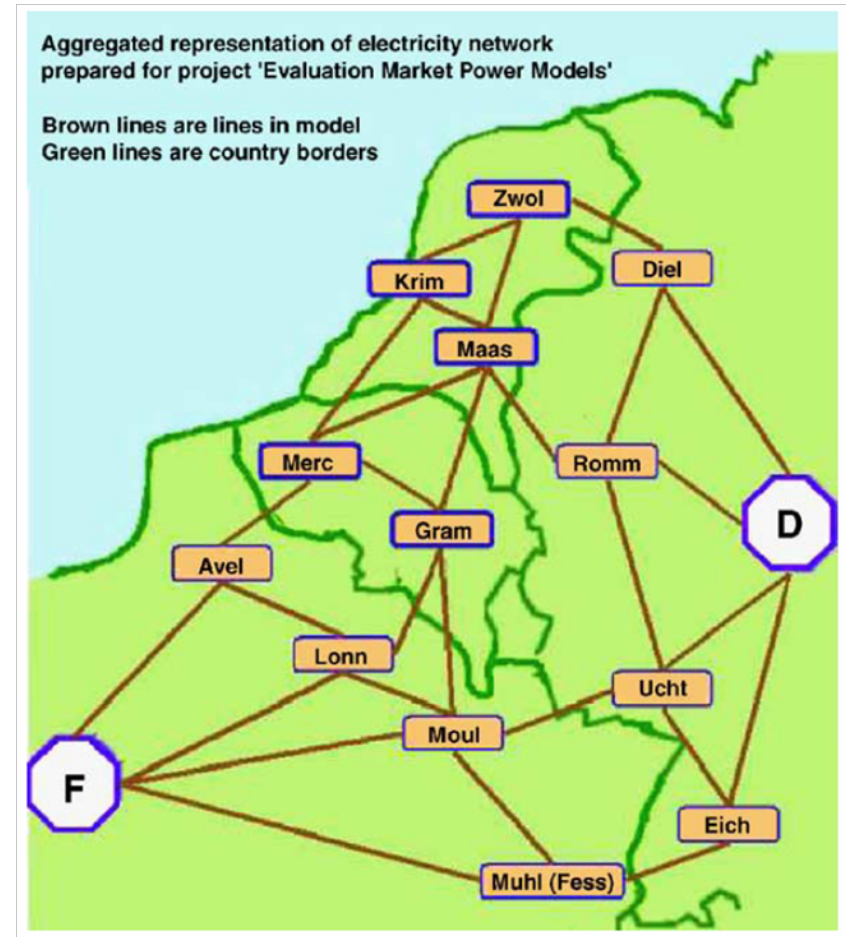 Aggregated representation of electricity network
prepared for project 'Evaluation Market Power Models'
Brown lines are lines in model
Green lines are country borders
Zwol
Diel
Krim
Maas
Merc
Romm
D
Gram
Avel
Lonn
Ucht
Moul
F
Eich
Muhl (Fess)